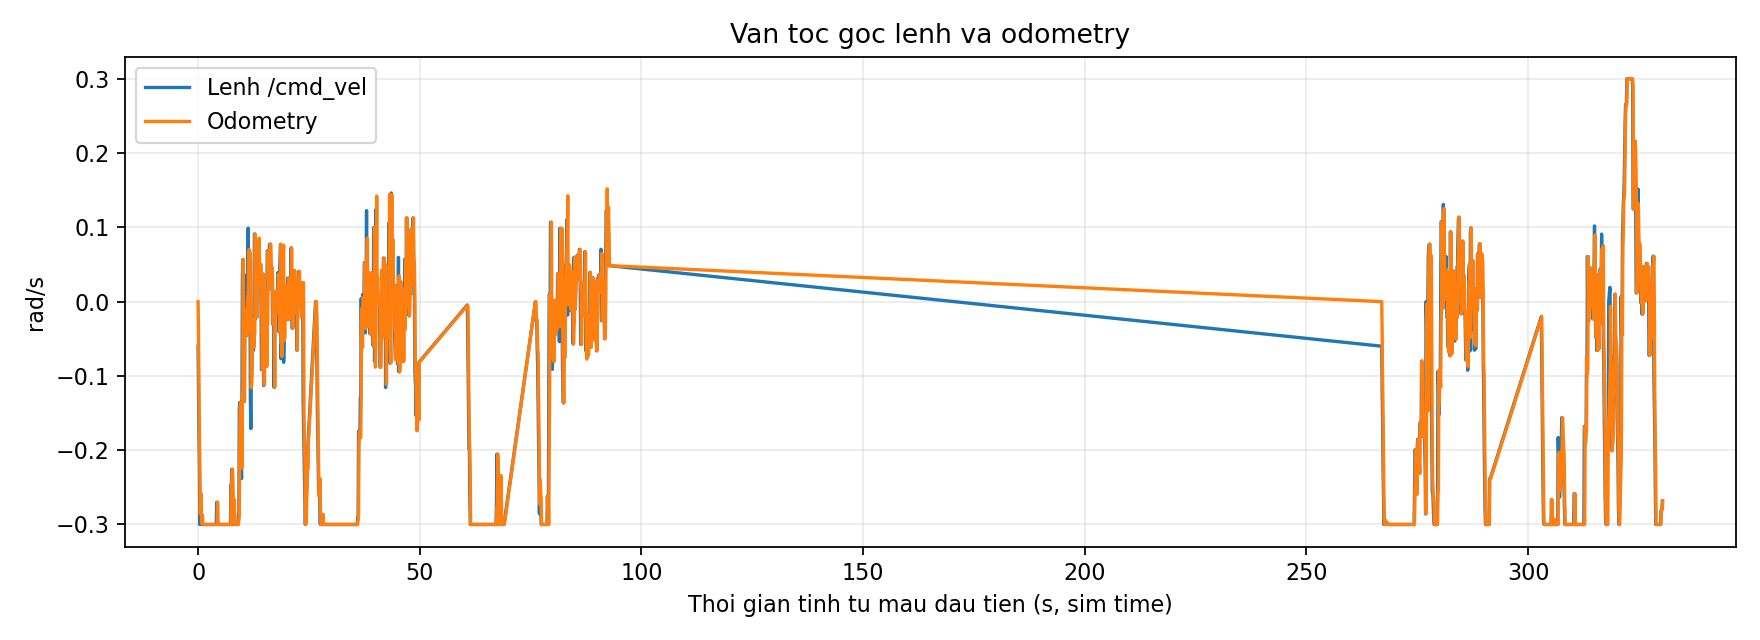 Van toc goc lenh va odometry
Lenh /cmd_vel
Odometry
rad/s
0.3
0.2
0.1
0.0
−0.1
−0.2
−0.3
0 50 100 150 200 250 300
Thoi gian tinh tu mau dau tien (s, sim time)